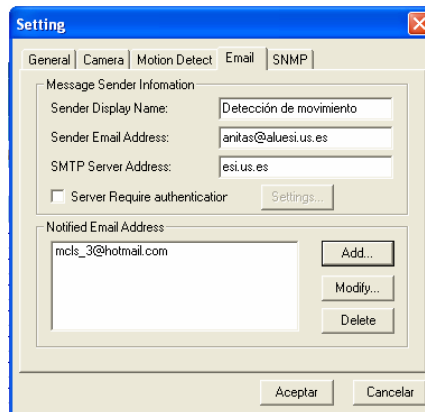 Setting
General Camera Motion Detect Email SNMP
Message Sender Infomation
Sender Display Name: Detección de movimiento
Sender Email Address: anitas@aluesi.us.es
SMTP Server Address: esi.us.es
Server Require authentication Settings...
Notified Email Address
mcls_3@hotmail.com
Add...
Modify...
Delete
Aceptar Cancelar